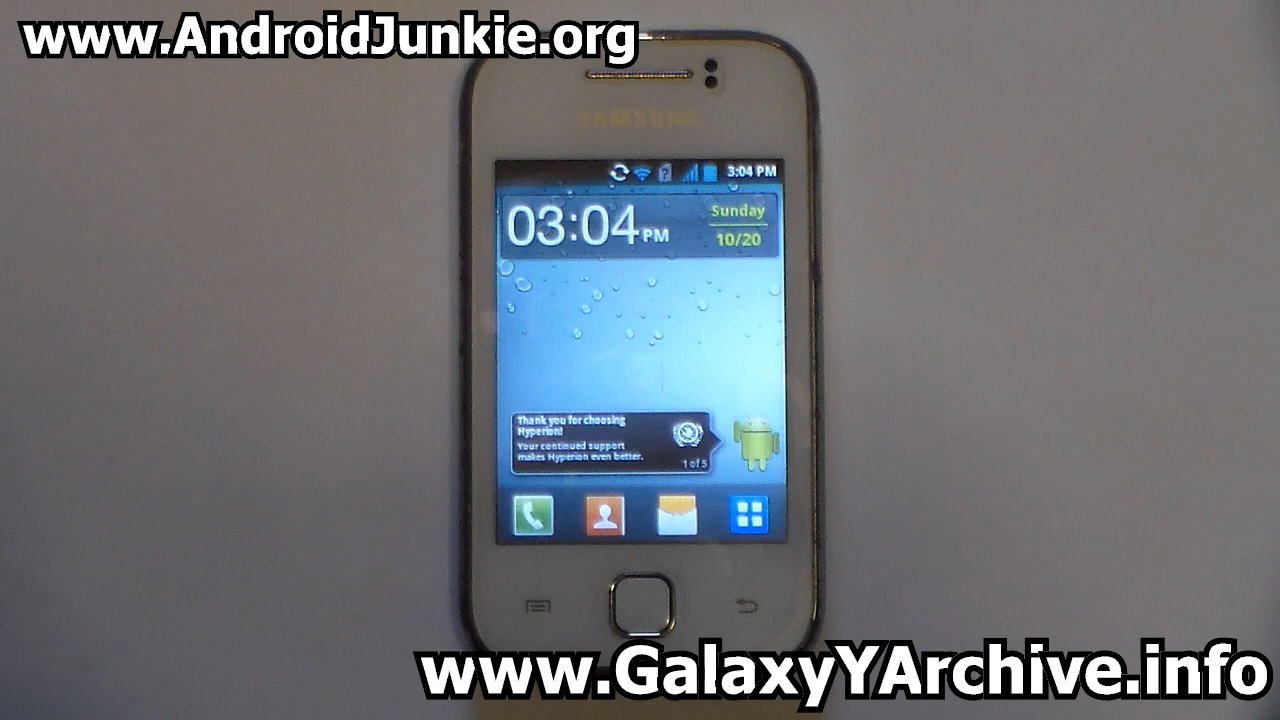 www.AndroidJunkie.org
SAMSUNG
? 3:04 PM
03:04 PM
Sunday
10/20
Thank you for choosing
Hyperion!
Your continued support
makes Hyperion even better.
1 of 5
www.GalaxyYArchive.info